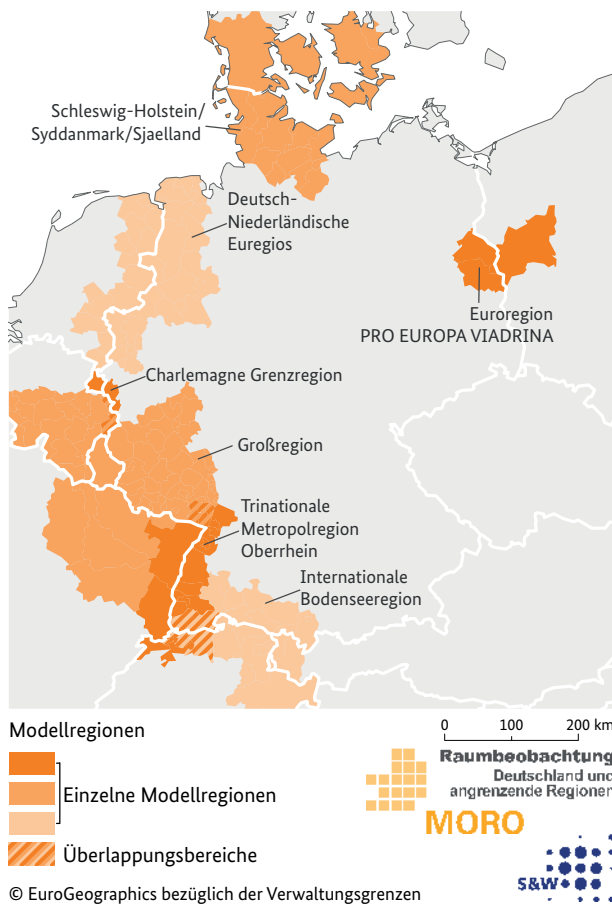 Schleswig-Holstein/
Syddanmark/Sjaelland
Deutsch-
Niederländische
Euregios
Euroregion
PRO EUROPA VIADRINA
Charlemagne Grenzregion
Großregion
Trinationale
Metropolregion
Oberrhein
Internationale
Bodenseeregion
Modellregionen
0 100 200 km
Einzelne Modellregionen
Überlappungsbereiche
Raumbeobachtung
Deutschland und
angrenzende Regionen
MORO
S&W
© EuroGeographics bezüglich der Verwaltungsgrenzen